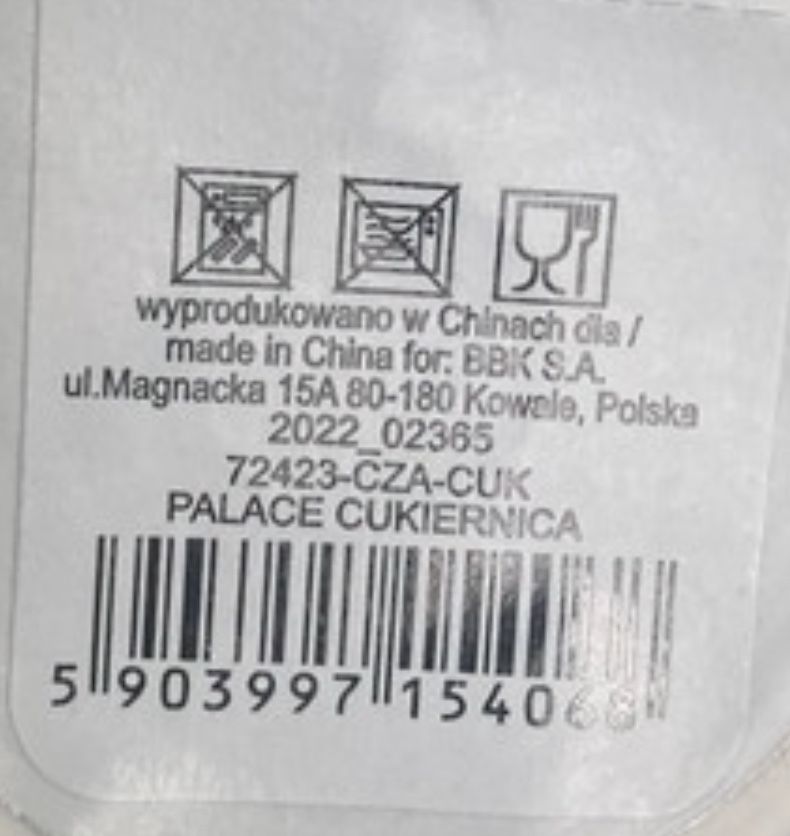 wyprodukowano w Chinach dla /
made in China for: BBK S.A.
ul.Magnacka 15A 80-180 Kowale, Polska
2022_02365
72423-CZA-CUK
PALACE CUKIERNICA
5 903997 154068